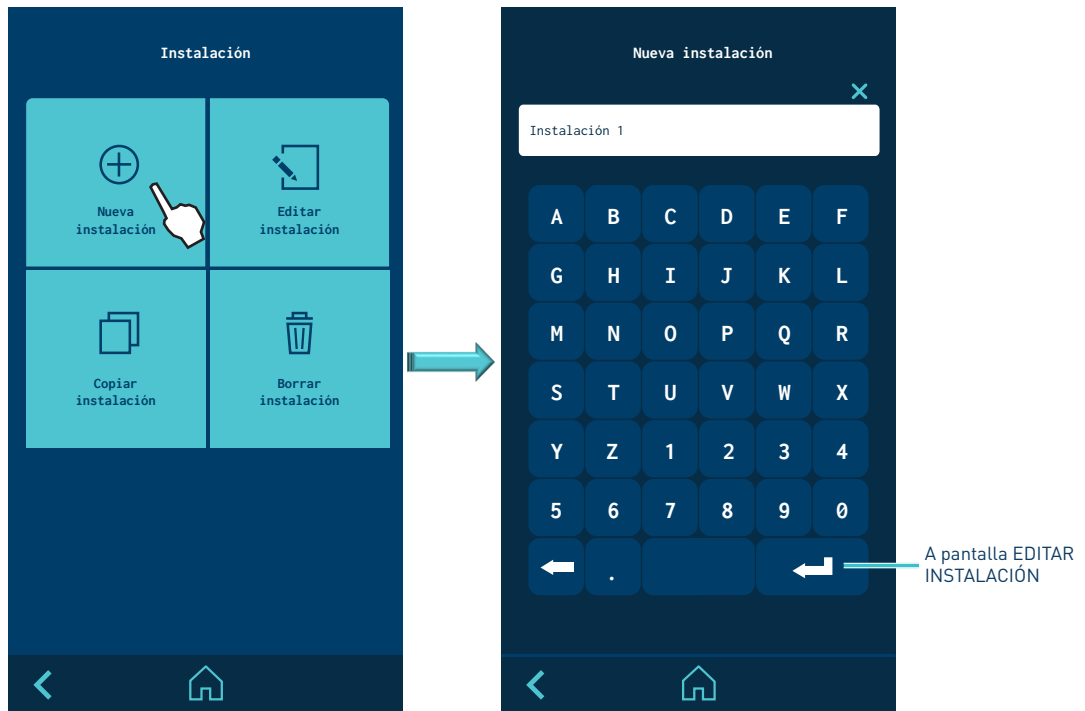 Instalación
Nueva
instalación
Editar
instalación
Copiar
instalación
Borrar
instalación
Nueva instalación
Instalación 1
A B C D E F
G H I J K L
M N O P Q R
S T U V W X
Y Z 1 2 3 4
5 6 7 8 9 0
.
A pantalla EDITAR
INSTALACIÓN